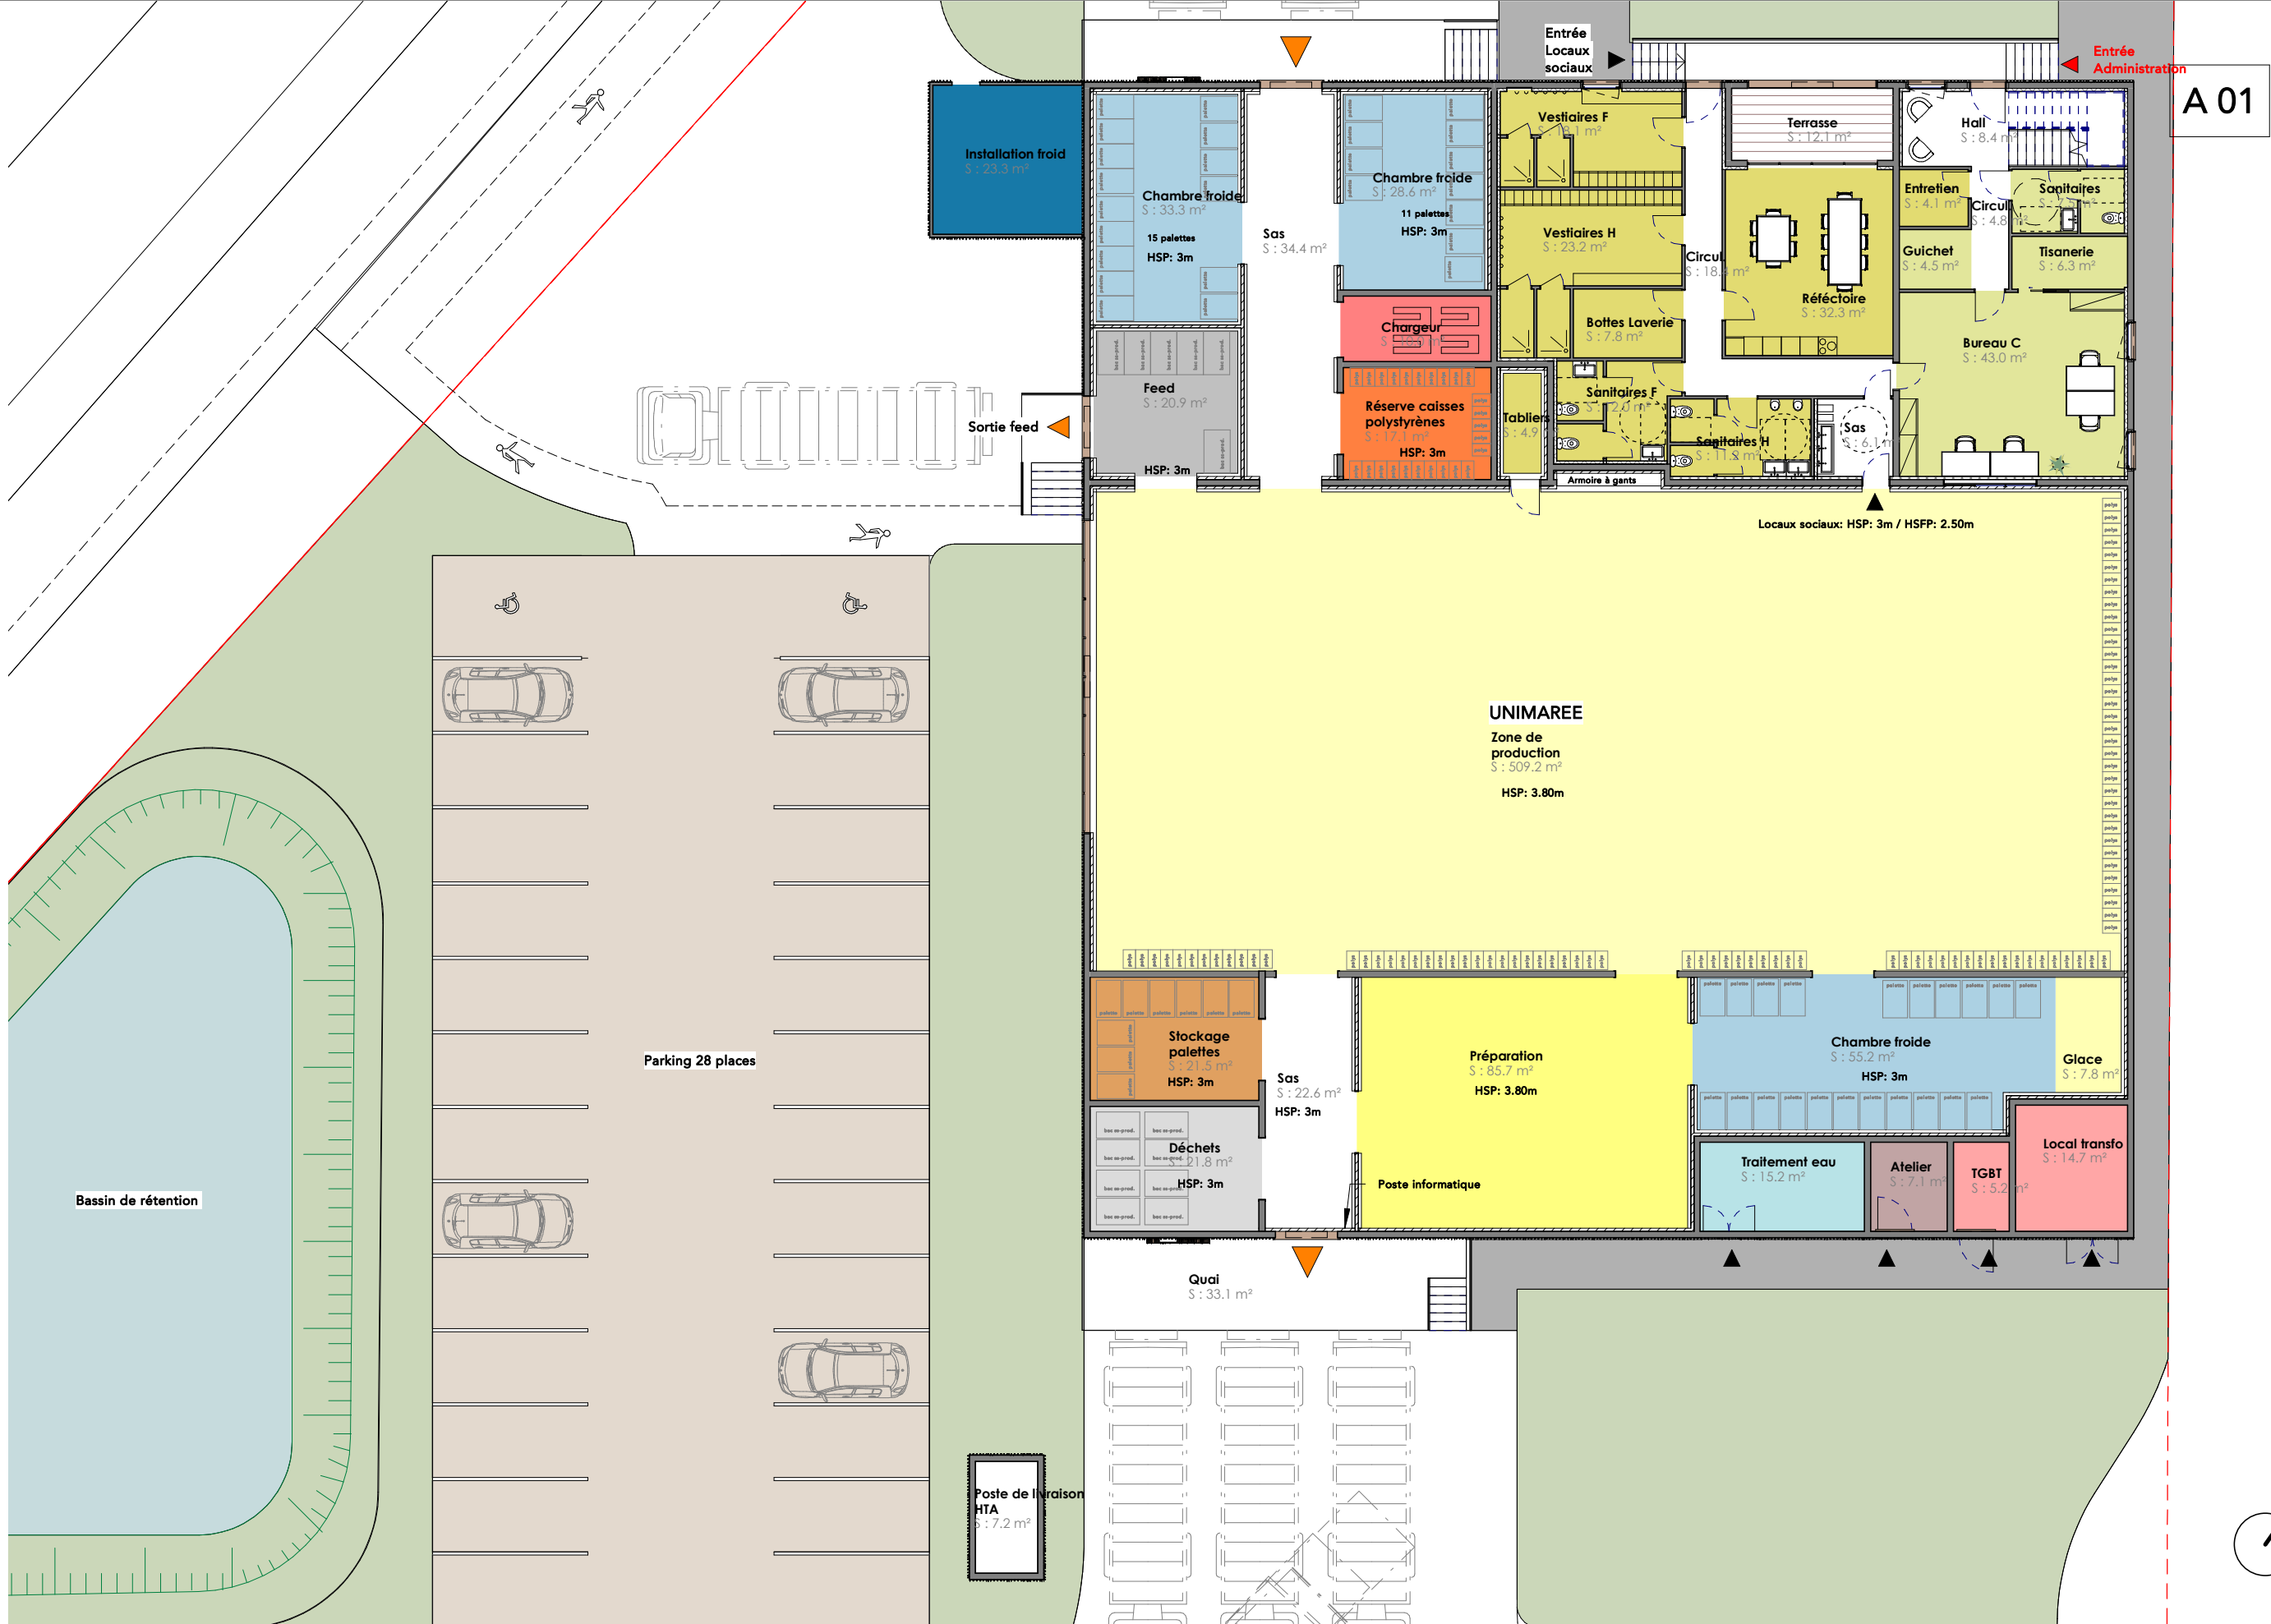 Entrée
Locaux
sociaux
Entrée
Administration
A 01
Installation froid
S : 23.3 m²
Chambre froide
S : 33.3 m²
15 palettes
HSP: 3m
Sas
S : 34.4 m²
Chambre froide
S : 28.6 m²
11 palettes
HSP: 3m
Vestiaires F
Vestiaires H
S : 23.2 m²
Terrasse
S : 12.1 m²
Hall
S : 8.4 m²
Entretien
S : 4.1 m²
Circul.
S : 4.8
Sanitaires
Guichet
S : 4.5 m²
Tisanerie
S : 6.3 m²
Circul.
Réféctoire
S : 32.3 m²
Chargeur
Bottes Laverie
S : 7.8 m²
Bureau C
S : 43.0 m²
Feed
S : 20.9 m²
HSP: 3m
Réserve caisses
polystyrènes
S : 17.1 m²
HSP: 3m
Tabliers
S : 4.9
Sanitaires F
Sanitaires H
Sas
S : 6.1
Sortie feed
Armoire à gants
Locaux sociaux: HSP: 3m / HSFP: 2.50m
UNIMAREE
Zone de
production
S : 509.2 m²
HSP: 3.80m
Stockage
palettes
S : 21.5 m²
HSP: 3m
Sas
S : 22.6 m²
HSP: 3m
Préparation
S : 85.7 m²
HSP: 3.80m
Chambre froide
S : 55.2 m²
HSP: 3m
Glace
S : 7.8 m²
Déchets
S : 21.8 m²
HSP: 3m
Poste informatique
Traitement eau
S : 15.2 m²
Atelier
S : 7.1 m²
TGBT
S : 5.2 m²
Local transfo
S : 14.7 m²
Quai
S : 33.1 m²
Parking 28 places
Bassin de rétention
Poste de livraison
HTA
S : 7.2 m²